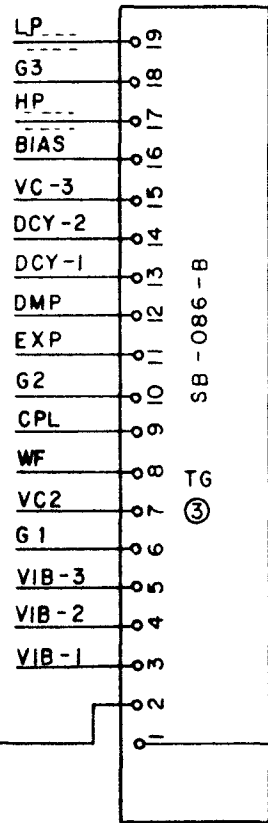 LP 19
G3 18
HP 17
BIAS 16
VC-3 15
DCY-2 14
DCY-1 13
DMP 12
EXP 11
G2 10
CPL 9
WF 8
VC2 7
G1 6
VIB-3 5
VIB-2 4
VIB-1 3
2
1
SB-086-B
TG
③